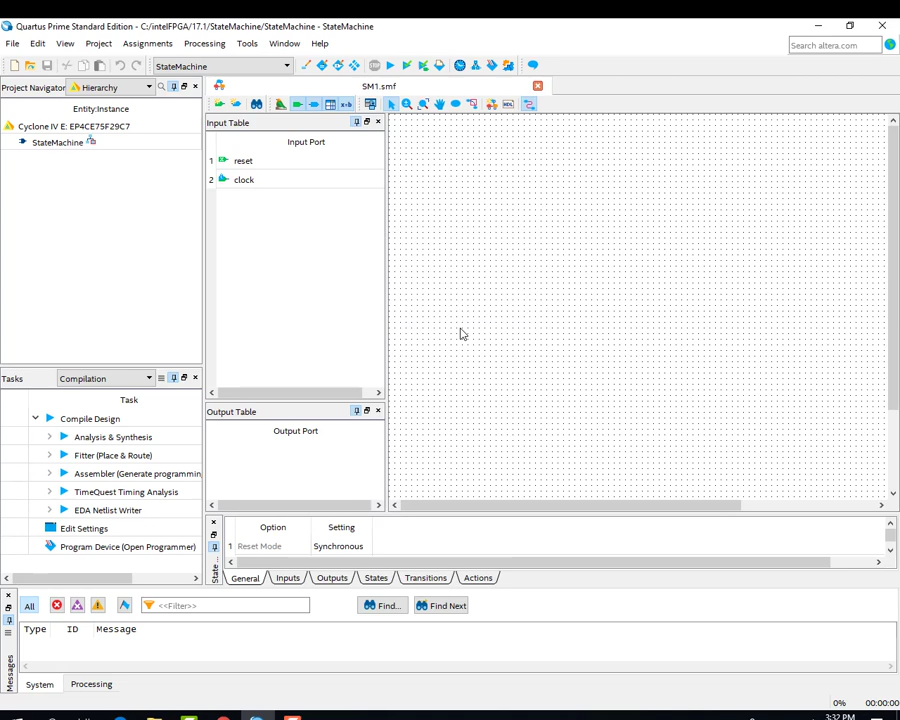 Quartus Prime Standard Edition - C:/intelFPGA/17.1/StateMachine/StateMachine - StateMachine
File Edit View Project Assignments Processing Tools Window Help
Search altera.com
StateMachine
Project Navigator Hierarchy
SM1.smf
Entity:Instance
Cyclone IV E: EP4CE75F29C7
StateMachine
Input Table
Input Port
1 reset
2 clock
Tasks Compilation
Task
Compile Design
Analysis & Synthesis
Fitter (Place & Route)
Assembler (Generate programmin
TimeQuest Timing Analysis
EDA Netlist Writer
Edit Settings
Program Device (Open Programmer)
Output Table
Output Port
State ...
Option Setting
1 Reset Mode Synchronous
General Inputs Outputs States Transitions Actions
All <<Filter>> Find... Find Next
Type ID Message
Messages
System Processing
0% 00:00:00
3:32 PM